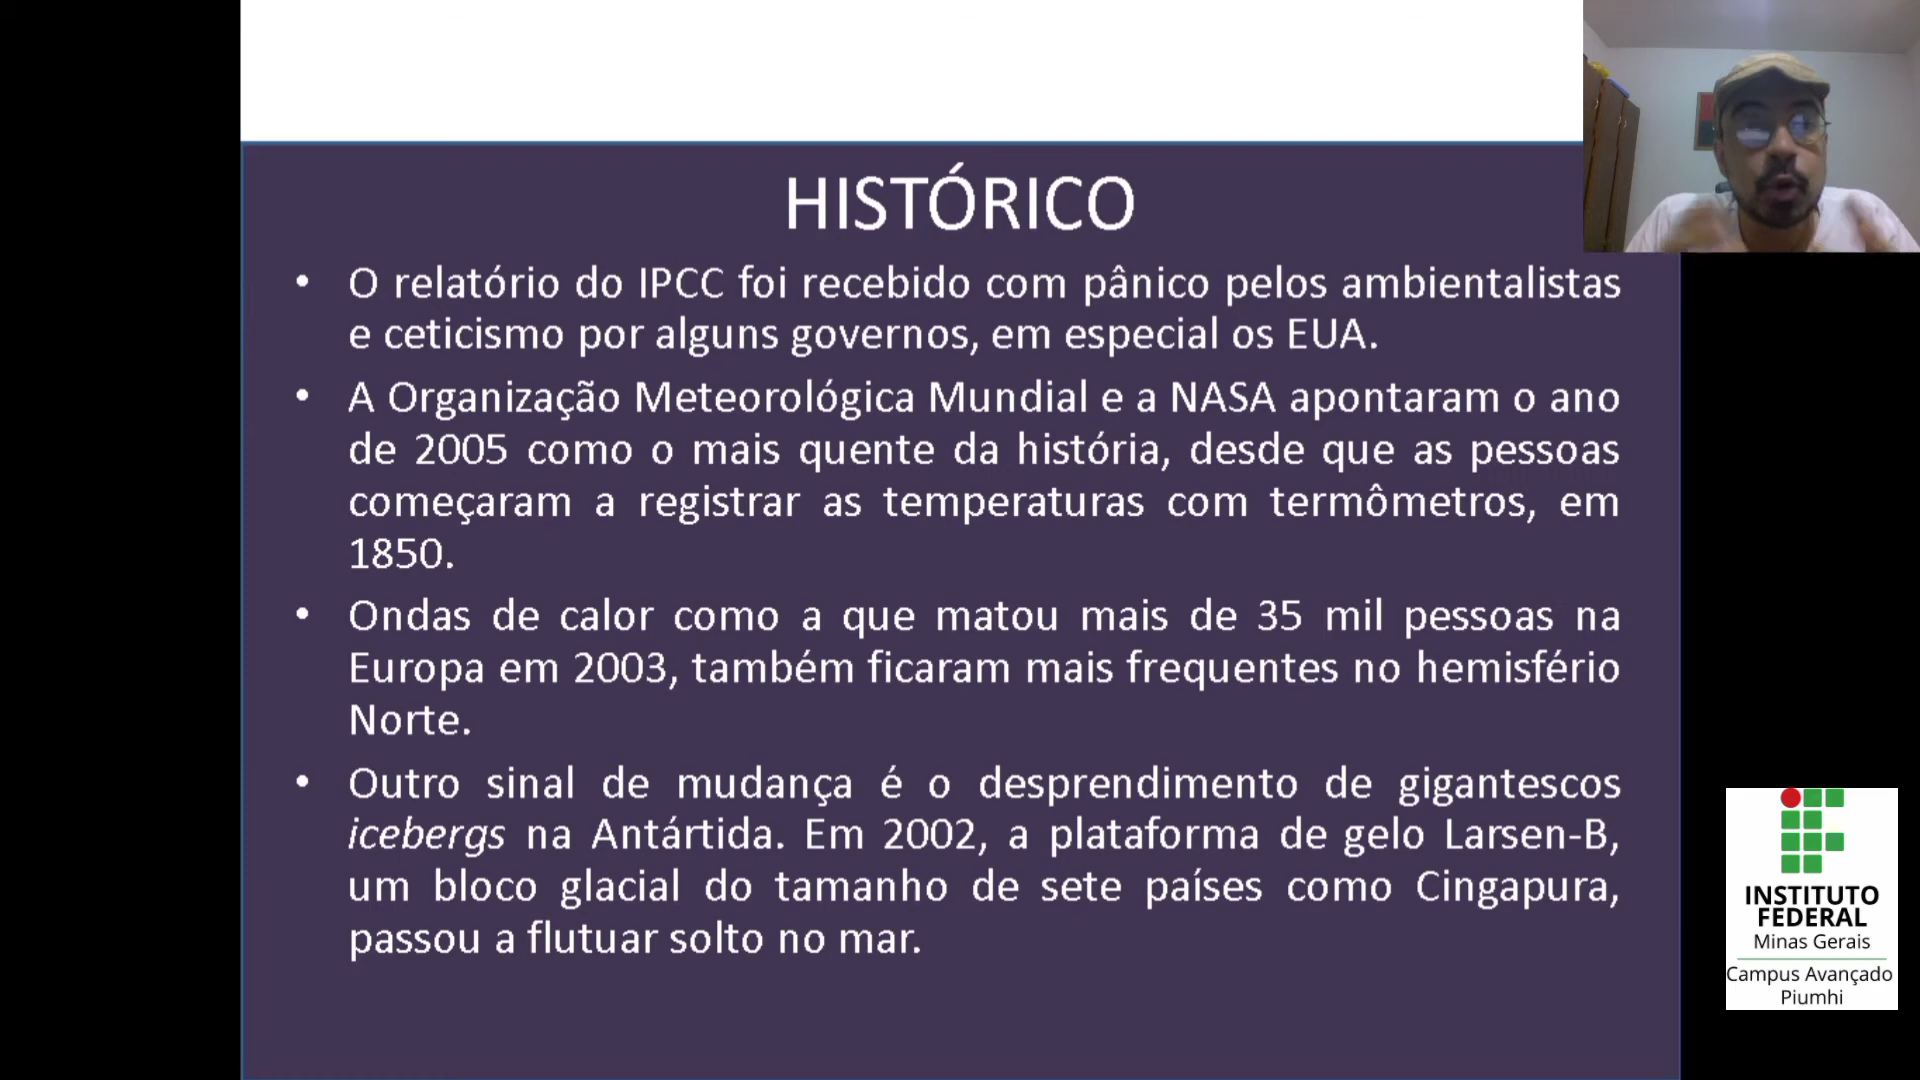 HISTÓRICO
• O relatório do IPCC foi recebido com pânico pelos ambientalistas
e ceticismo por alguns governos, em especial os EUA.
• A Organização Meteorológica Mundial e a NASA apontaram o ano
de 2005 como o mais quente da história, desde que as pessoas
começaram a registrar as temperaturas com termômetros, em
1850.
• Ondas de calor como a que matou mais de 35 mil pessoas na
Europa em 2003, também ficaram mais frequentes no hemisfério
Norte.
• Outro sinal de mudança é o desprendimento de gigantescos
icebergs na Antártida. Em 2002, a plataforma de gelo Larsen-B,
um bloco glacial do tamanho de sete países como Cingapura,
passou a flutuar solto no mar.
INSTITUTO
FEDERAL
Minas Gerais
Campus Avançado
Piumhi